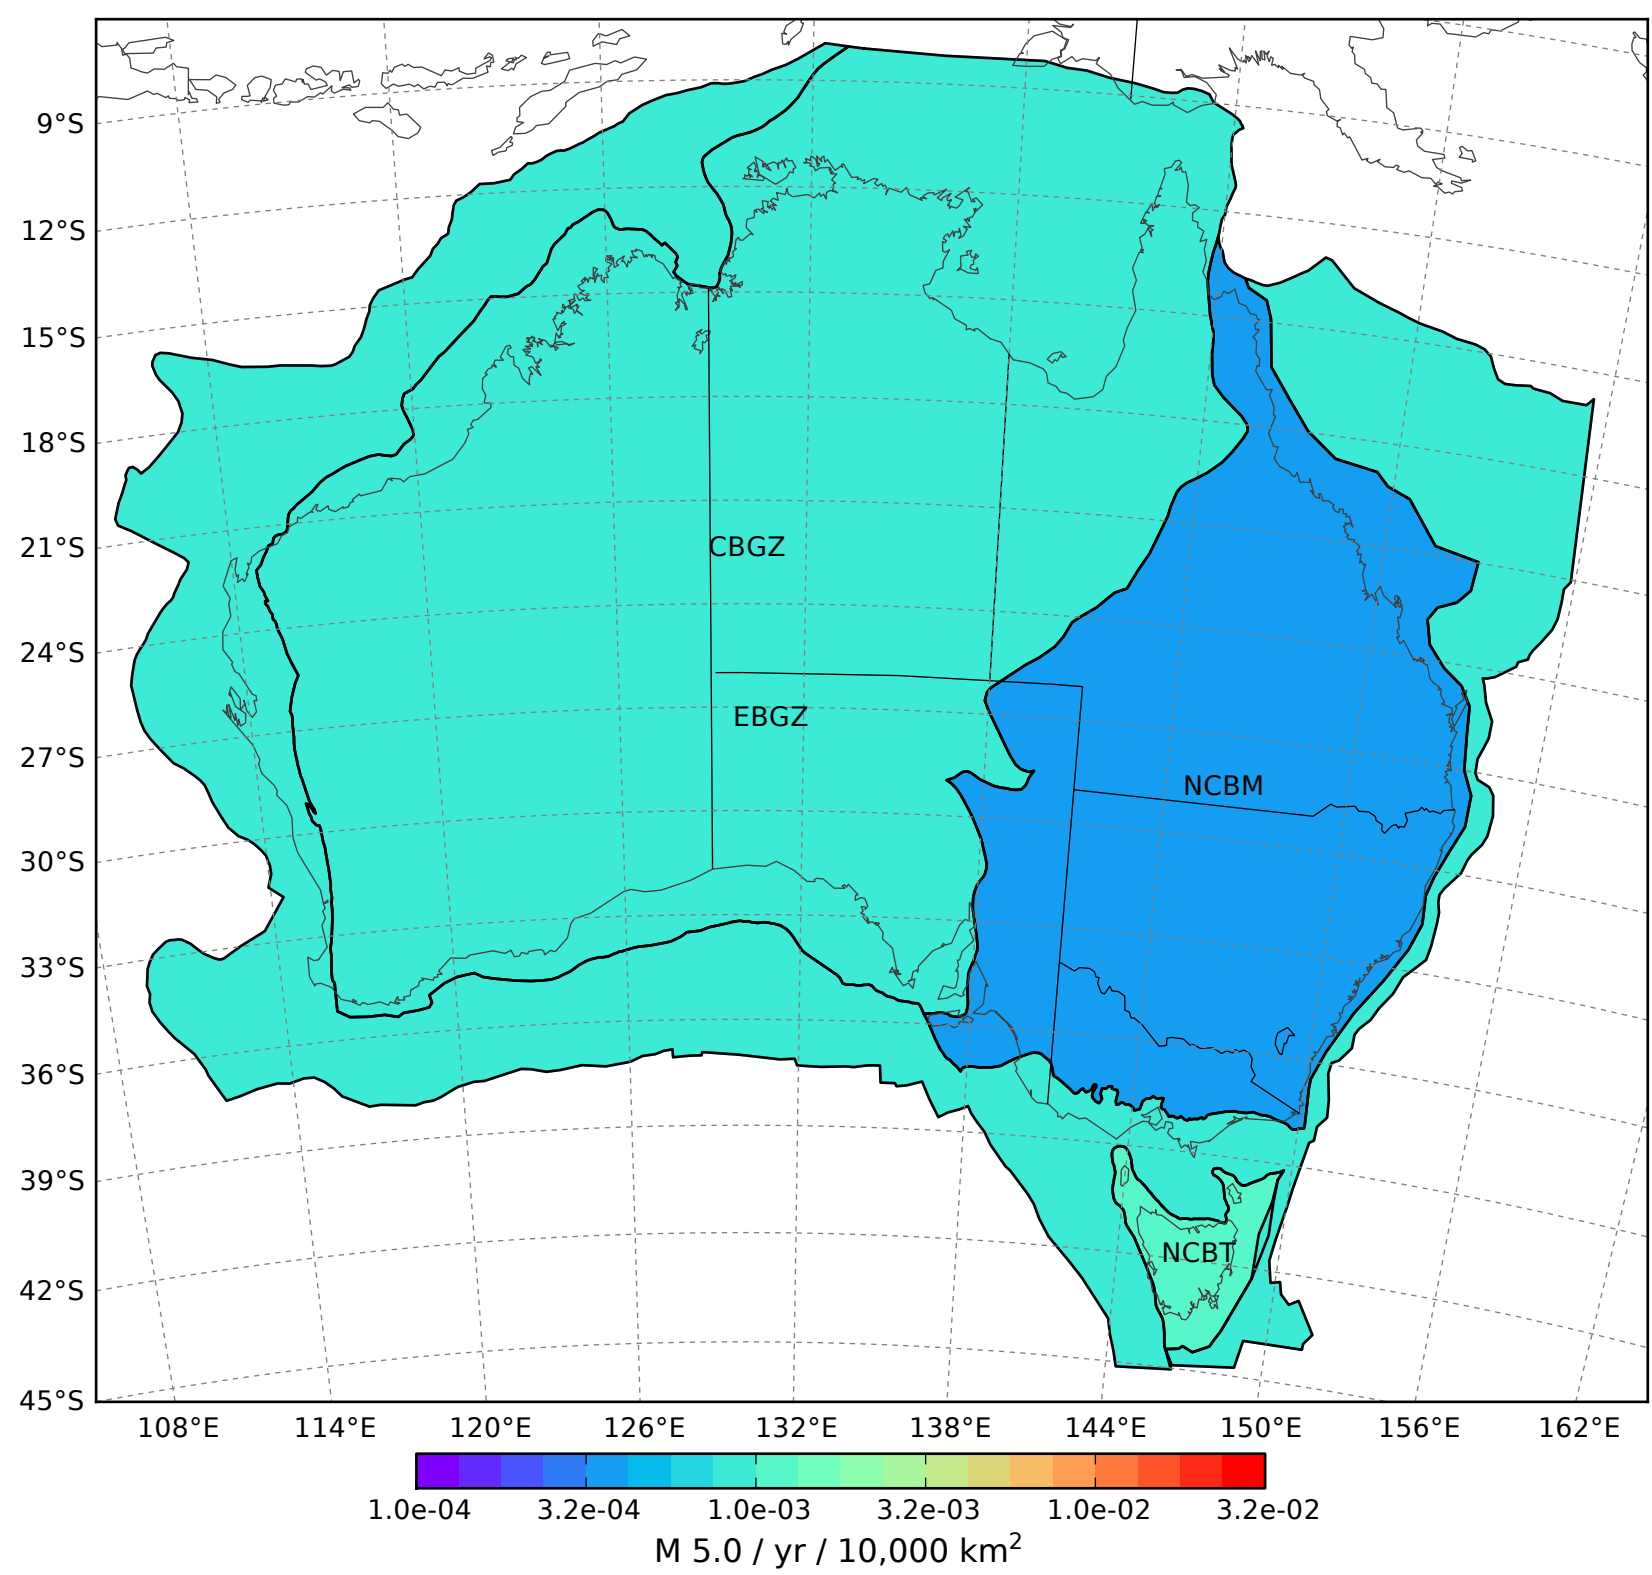 9°S
12°S
15°S
18°S
21°S
24°S
27°S
30°S
33°S
36°S
39°S
42°S
45°S
CBGZ
EBGZ
NCBM
NCBT
108°E 114°E 120°E 126°E 132°E 138°E 144°E 150°E 156°E 162°E
1.0e-04 3.2e-04 1.0e-03 3.2e-03 1.0e-02 3.2e-02
M 5.0 / yr / 10,000 km²